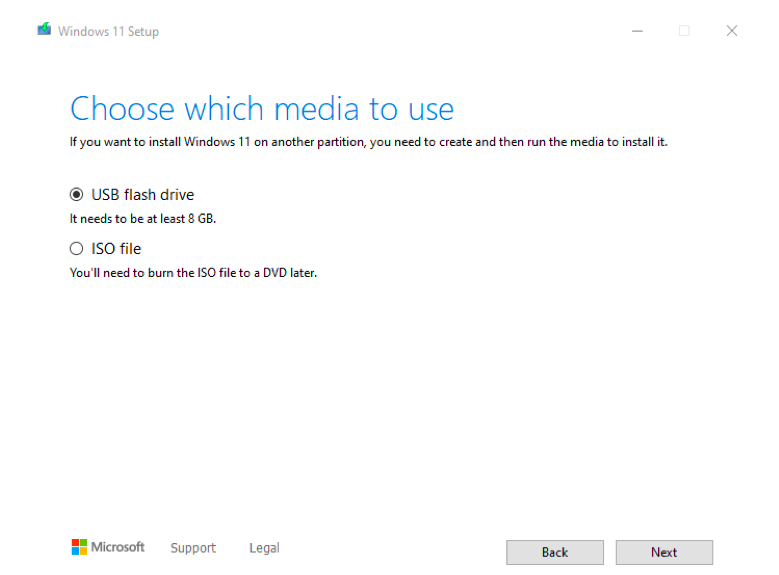 Windows 11 Setup
Choose which media to use
If you want to install Windows 11 on another partition, you need to create and then run the media to install it.
USB flash drive
It needs to be at least 8 GB.
ISO file
You'll need to burn the ISO file to a DVD later.
Microsoft Support Legal Back Next